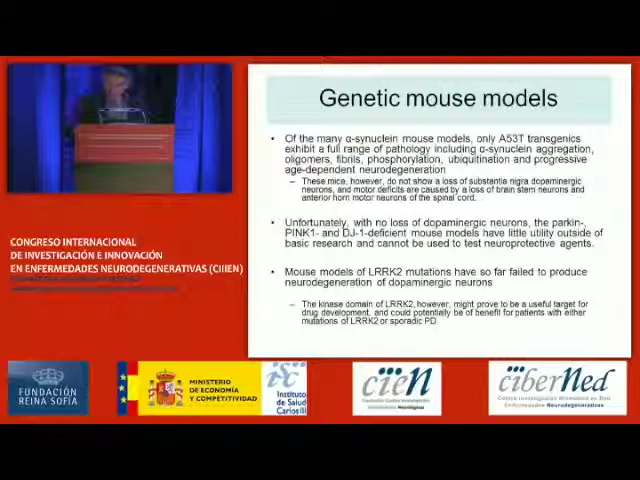 Genetic mouse models
• Of the many α-synuclein mouse models, only A53T transgenics
exhibit a full range of pathology including α-synuclein aggregation,
oligomers, fibrils, phosphorylation, ubiquitination and progressive
age-dependent neurodegeneration
– These mice, however, do not show a loss of substantia nigra dopaminergic
neurons, and motor deficits are caused by a loss of brain stem neurons and
anterior horn motor neurons of the spinal cord.
• Unfortunately, with no loss of dopaminergic neurons, the parkin-,
PINK1- and DJ-1-deficient mouse models have little utility outside of
basic research and cannot be used to test neuroprotective agents.
• Mouse models of LRRK2 mutations have so far failed to produce
neurodegeneration of dopaminergic neurons
– The kinase domain of LRRK2, however, might prove to be a useful target for
drug development, and could potentially be of benefit for patients with either
mutations of LRRK2 or sporadic PD
CONGRESO INTERNACIONAL
DE INVESTIGACIÓN E INNOVACIÓN
EN ENFERMEDADES NEURODEGENERATIVAS (CIIIEN)
FUNDACIÓN
REINA SOFÍA
MINISTERIO
DE ECONOMÍA
Y COMPETITIVIDAD
isc
Instituto
de Salud
Carlos III
cien
Neurológicas
ciberNed
Enfermedades Neurodegenerativas